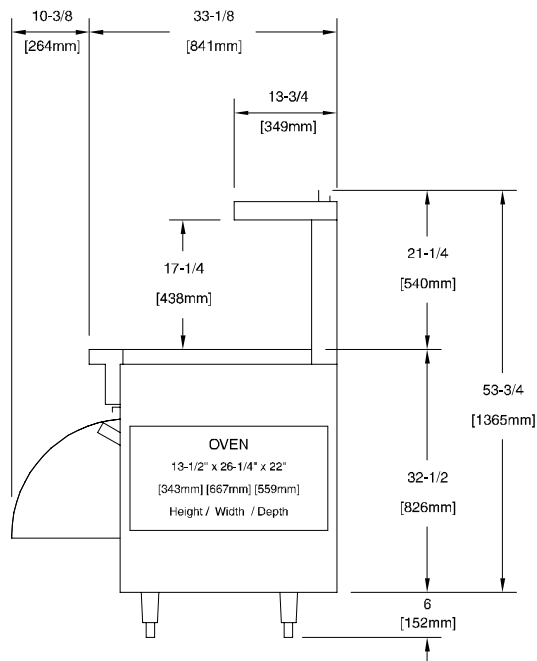 10-3/8
[264mm]
33-1/8
[841mm]
13-3/4
[349mm]
17-1/4
[438mm]
21-1/4
[540mm]
53-3/4
[1365mm]
OVEN
13-1/2" x 26-1/4" x 22"
[343mm] [667mm] [559mm]
Height / Width / Depth
32-1/2
[826mm]
6
[152mm]